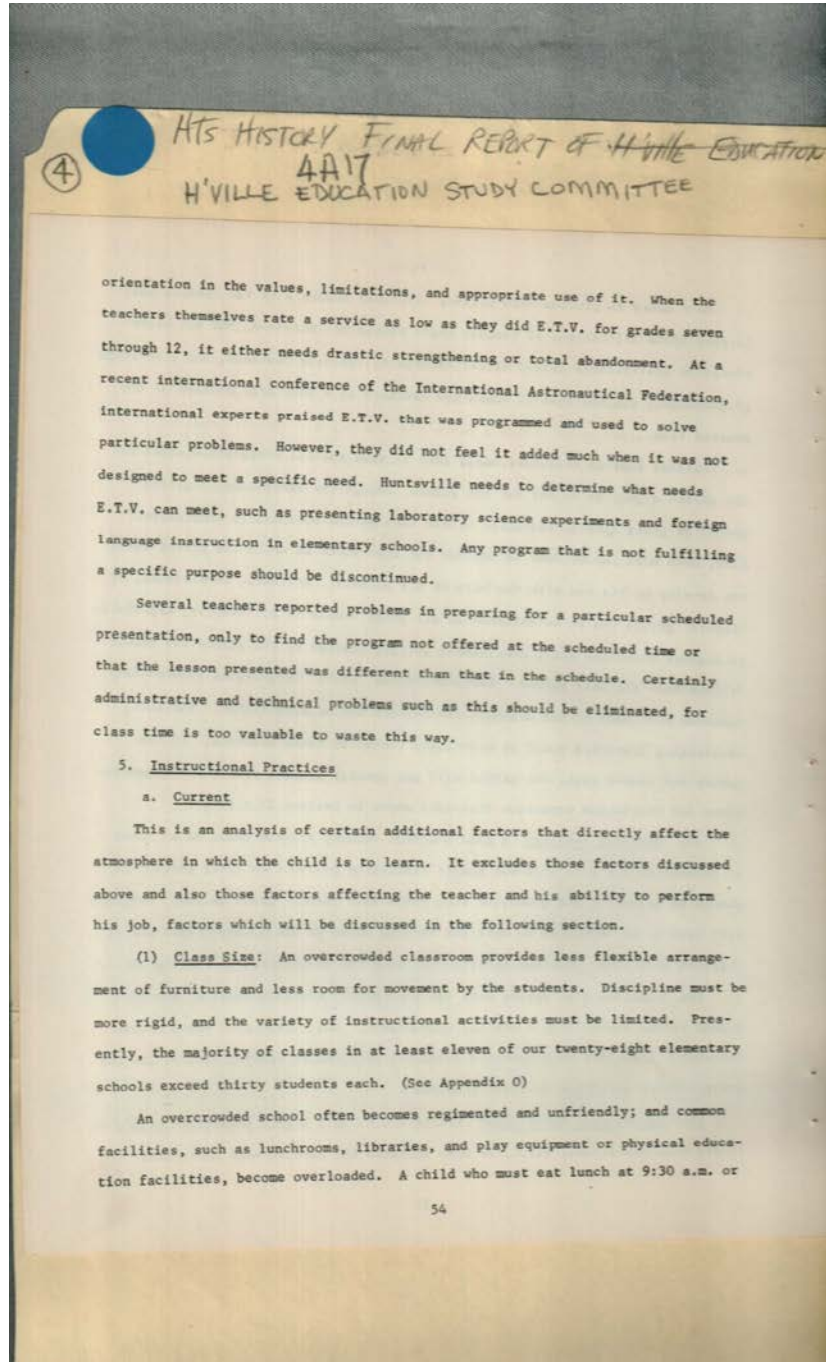 HTS HISTORY FINAL REPORT OF H'VILLE EDUCATION
4
4A17
H'VILLE EDUCATION STUDY COMMITTEE
orientation in the values, limitations, and appropriate use of it. When the
teachers themselves rate a service as low as they did E.T.V. for grades seven
through 12, it either needs drastic strengthening or total abandonment. At a
recent international conference of the International Astronautical Federation,
international experts praised E.T.V. that was programmed and used to solve
particular problems. However, they did not feel it added much when it was not
designed to meet a specific need. Huntsville needs to determine what needs
E.T.V. can meet, such as presenting laboratory science experiments and foreign
language instruction in elementary schools. Any program that is not fulfilling
a specific purpose should be discontinued.
Several teachers reported problems in preparing for a particular scheduled
presentation, only to find the program not offered at the scheduled time or
that the lesson presented was different than that in the schedule. Certainly
administrative and technical problems such as this should be eliminated, for
class time is too valuable to waste this way.
5. Instructional Practices
a. Current
This is an analysis of certain additional factors that directly affect the
atmosphere in which the child is to learn. It excludes those factors discussed
above and also those factors affecting the teacher and his ability to perform
his job, factors which will be discussed in the following section.
(1) Class Size: An overcrowded classroom provides less flexible arrange-
ment of furniture and less room for movement by the students. Discipline must be
more rigid, and the variety of instructional activities must be limited. Pres-
ently, the majority of classes in at least eleven of our twenty-eight elementary
schools exceed thirty students each. (See Appendix O)
An overcrowded school often becomes regimented and unfriendly; and common
facilities, such as lunchrooms, libraries, and play equipment or physical educa-
tion facilities, become overloaded. A child who must eat lunch at 9:30 a.m. or
54